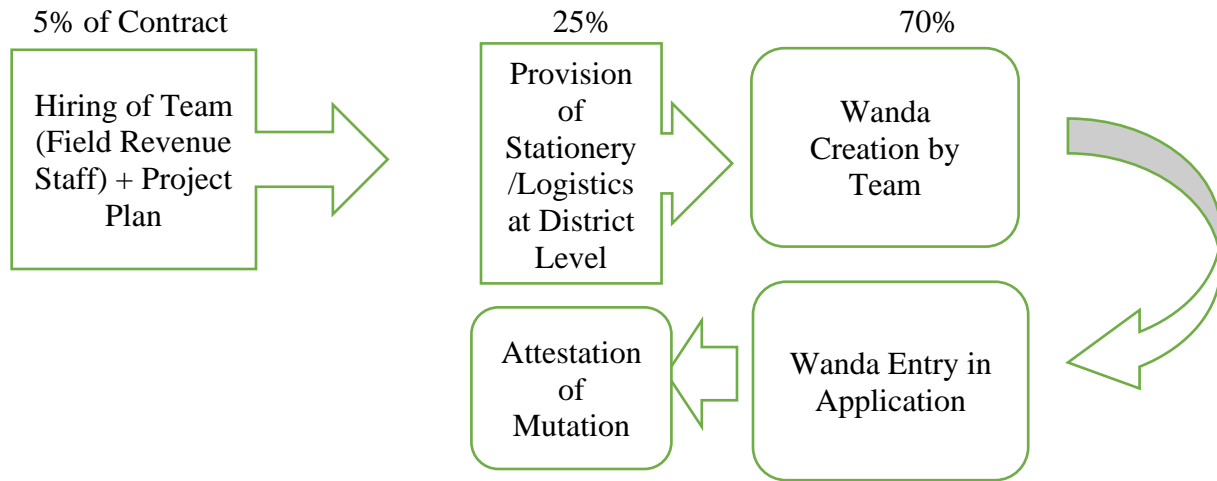 5% of Contract
25%
70%
Hiring of Team
(Field Revenue
Staff) + Project
Plan
Provision
of
Stationery
/Logistics
at District
Level
Wanda
Creation by
Team
Wanda Entry in
Application
Attestation
of
Mutation